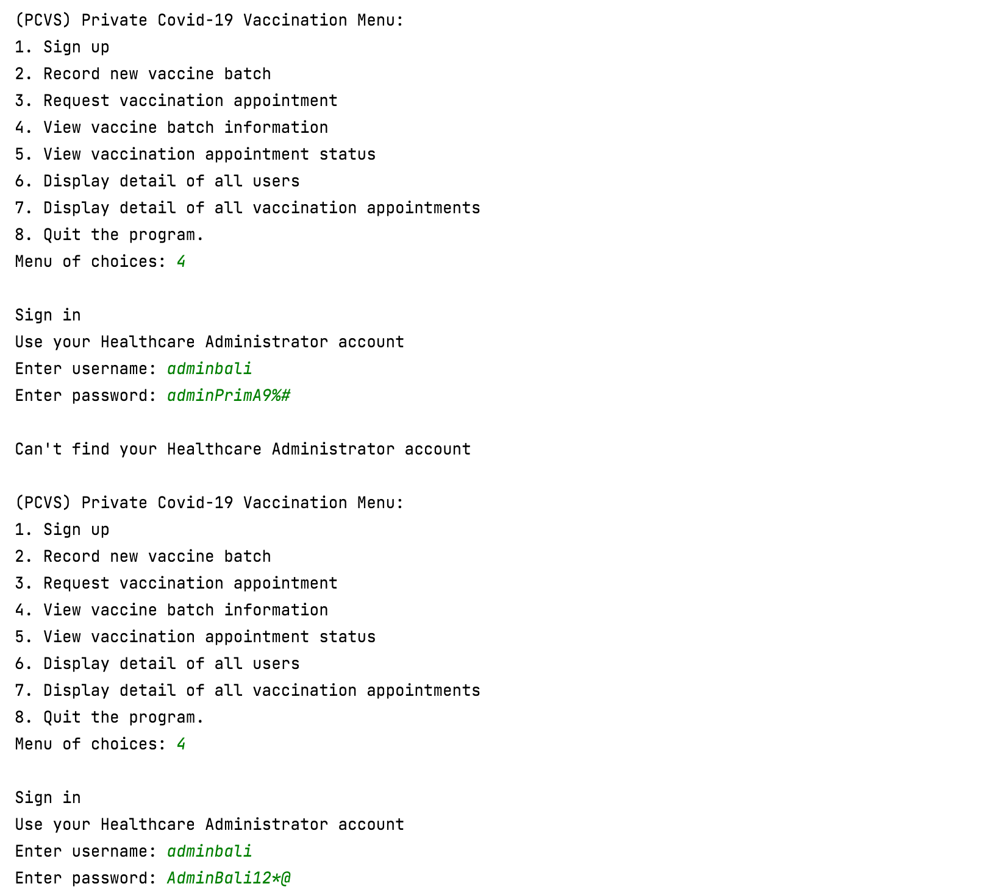 (PCVS) Private Covid-19 Vaccination Menu:
1. Sign up
2. Record new vaccine batch
3. Request vaccination appointment
4. View vaccine batch information
5. View vaccination appointment status
6. Display detail of all users
7. Display detail of all vaccination appointments
8. Quit the program.
Menu of choices: 4
Sign in
Use your Healthcare Administrator account
Enter username: adminbali
Enter password: adminPrimA9%#
Can't find your Healthcare Administrator account
(PCVS) Private Covid-19 Vaccination Menu:
1. Sign up
2. Record new vaccine batch
3. Request vaccination appointment
4. View vaccine batch information
5. View vaccination appointment status
6. Display detail of all users
7. Display detail of all vaccination appointments
8. Quit the program.
Menu of choices: 4
Sign in
Use your Healthcare Administrator account
Enter username: adminbali
Enter password: AdminBali12*@